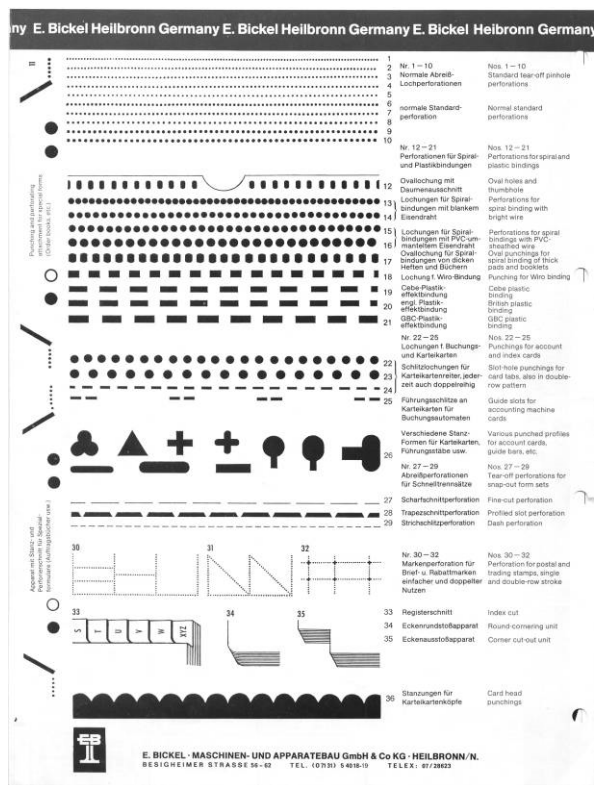 ny E. Bickel Heilbronn Germany E. Bickel Heilbronn Germany E. Bickel Heibronn Germany
1
2
3
4
5
6
7
8
9
10
Nr. 1—10
Normale Abreiß-
Lochperforationen
Nos. 1—10
Standard tear-off pinhole
perforations
normale Standard-
perforation
Normal standard
perforations
Nr. 12—21
Perforationen für Spiral-
und Plastikbindungen
Nos. 12—21
Perforations for spiral and
plastic bindings
12
Ovallochung mit
Daumenausschnitt
Oval holes and
thumbhole
13
14
Lochungen für Spiral-
bindungen mit blankem
Eisendraht
Perforations for
spiral binding with
bright wire
15
16
Lochungen für Spiral-
bindungen mit PVC-um-
manteltem Eisendraht
Perforations for spiral
bindings with PVC-
sheathed wire
17
Ovallochung für Spiral-
bindungen von dicken
Heften und Büchern
Oval punchings for
spiral binding of thick
pads and booklets
18
Lochung f. Wiro-Bindung
Punching for Wiro binding
19
Cebe-Plastik-
effektbindung
Cebe plastic
binding
20
engl. Plastik-
effektbindung
British plastic
binding
21
GBC-Plastik-
effektbindung
GBC plastic
binding
Nr. 22—25
Lochungen f. Buchungs-
und Karteikarten
Nos. 22—25
Punchings for account
and index cards
22
23
24
Schlitzlochungen für
Karteikartenreiter, jeder-
zeit auch doppelreihig
Slot-hole punchings for
card tabs, also in double-
row pattern
25
Führungsschlitze an
Karteikarten für
Buchungsautomaten
Guide slots for
accounting machine
cards
26
Verschiedene Stanz-
Formen für Karteikarten,
Führungsstäbe usw.
Various punched profiles
for account cards,
guide bars, etc.
Nr. 27—29
Abreißperforationen
für Schnelltrennsätze
Nos. 27—29
Tear-off perforations for
snap-out form sets
27
Scharfschnittperforation
Fine-cut perforation
28
Trapezschnittperforation
Profiled slot perforation
29
Strichschlitzperforation
Dash perforation
30
31
32
Nr. 30—32
Markenperforation für
Brief- u. Rabattmarken
einfacher und doppelter
Nutzen
Nos. 30—32
Perforation for postal and
trading stamps, single
and double-row stroke
33
S T U V W XYZ
34
35
33
Registerschnitt
Index cut
34
Eckenrundstoßapparat
Round-cornering unit
35
Eckenausstoßapparat
Corner cut-out unit
36
Stanzungen für
Karteikartenköpfe
Card head
punchings
Punching and perforating
attachment for special forms
(Order books, etc.)
Apparat mit Stanz- und
Perforierschnitt für Spezial-
formulare (Auftragsbücher usw.)
EB
E. BICKEL · MASCHINEN- UND APPARATEBAU GmbH & Co KG · HEILBRONN/N.
BESIGHEIMER STRASSE 56-62 TEL. (07131) 54018-19 TELEX: 07/28623